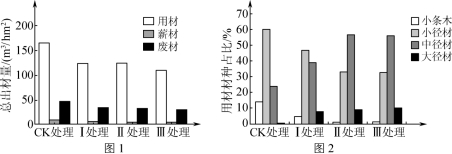 总出材量/(m³/hm²)
200
150
100
50
0
用材
薪材
废材
CK处理 Ⅰ处理 Ⅱ处理 Ⅲ处理
图1
用材材种占比/%
70
60
50
40
30
20
10
0
小条木
小径材
中径材
大径材
CK处理 Ⅰ处理 Ⅱ处理 Ⅲ处理
图2